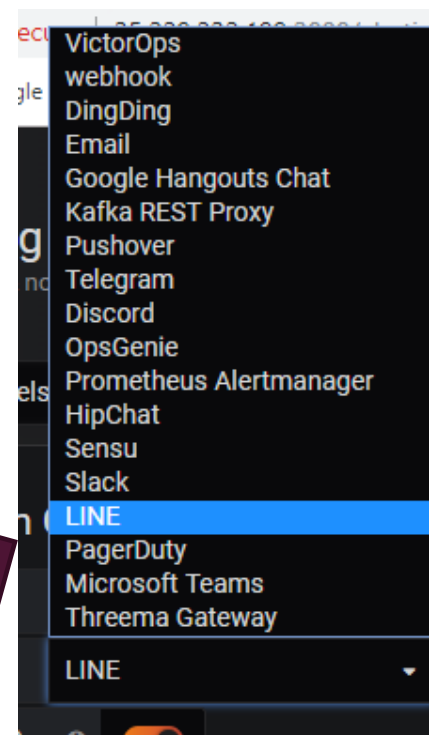 VictorOps
webhook
DingDing
Email
Google Hangouts Chat
Kafka REST Proxy
Pushover
Telegram
Discord
OpsGenie
Prometheus Alertmanager
HipChat
Sensu
Slack
LINE
PagerDuty
Microsoft Teams
Threema Gateway
LINE